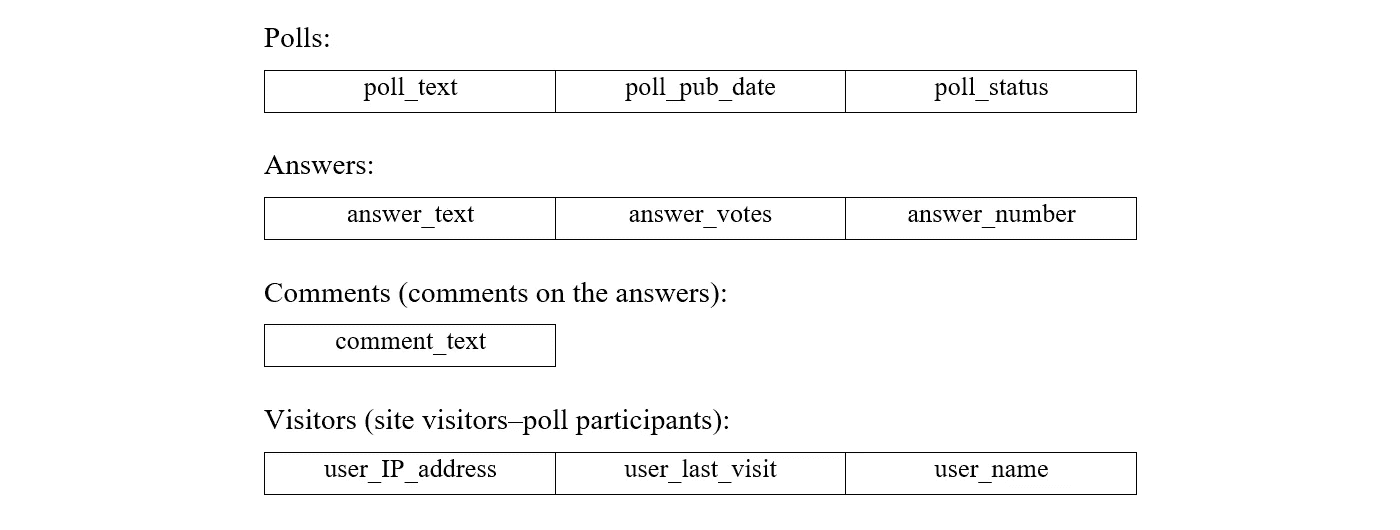 Polls:
poll_text poll_pub_date poll_status
Answers:
answer_text answer_votes answer_number
Comments (comments on the answers):
comment_text
Visitors (site visitors–poll participants):
user_IP_address user_last_visit user_name